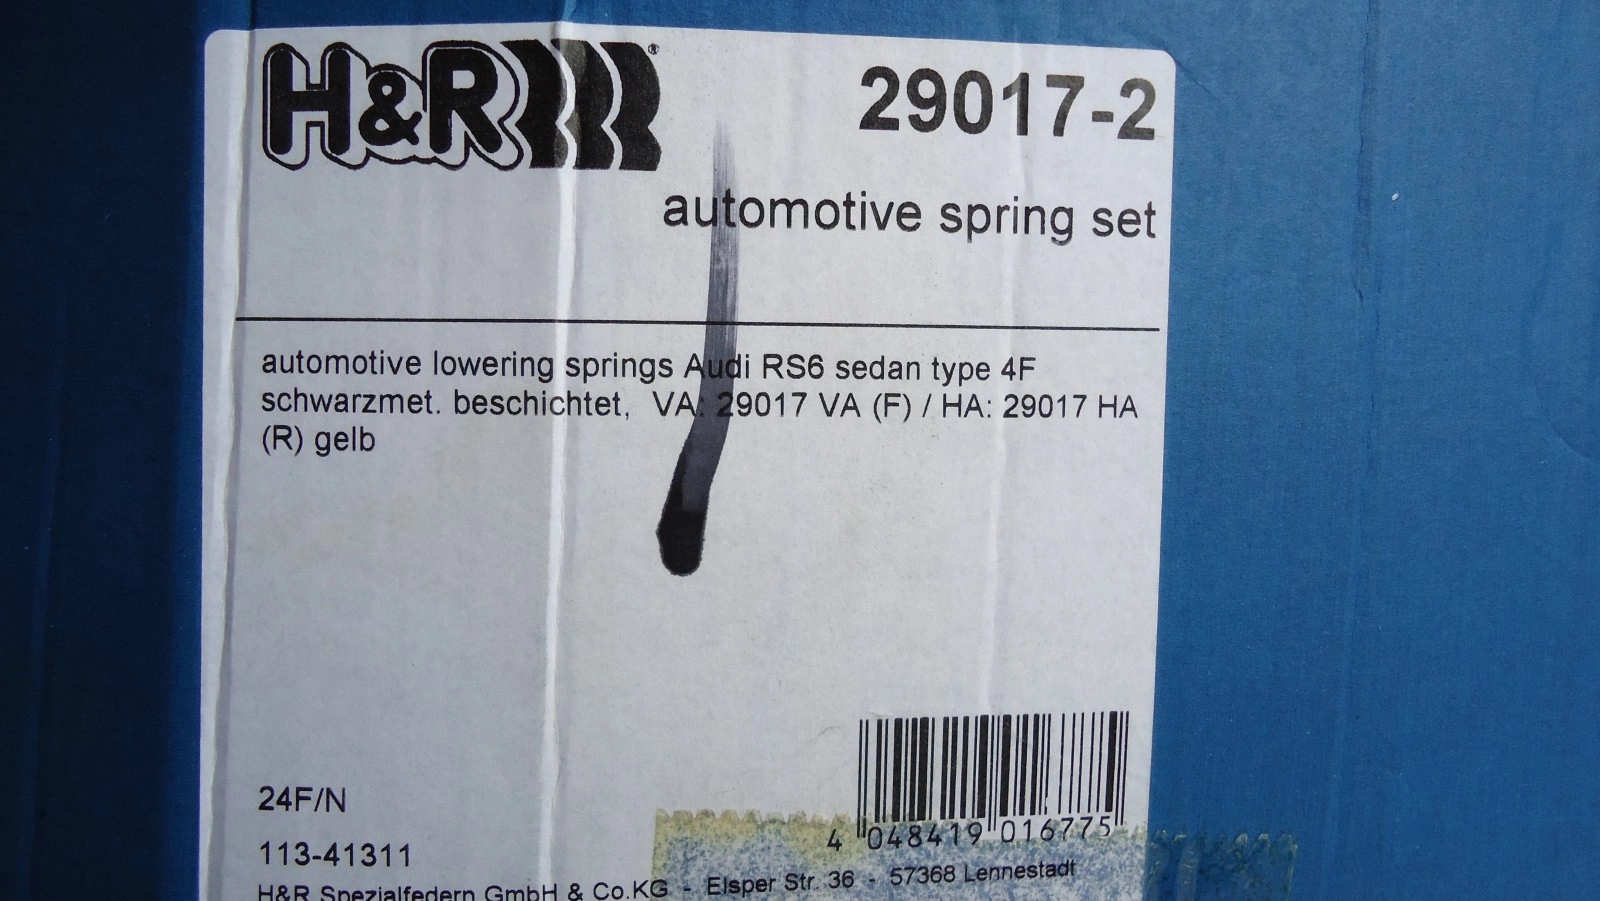 H&R®
29017-2
automotive spring set
automotive lowering springs Audi RS6 sedan type 4F
schwarzmet. beschichtet, VA: 29017 VA (F) / HA: 29017 HA
(R) gelb
24F/N
113-41311
4 048419 016775
H&R Spezialfedern GmbH & Co.KG - Elsper Str. 36 - 57368 Lennestadt